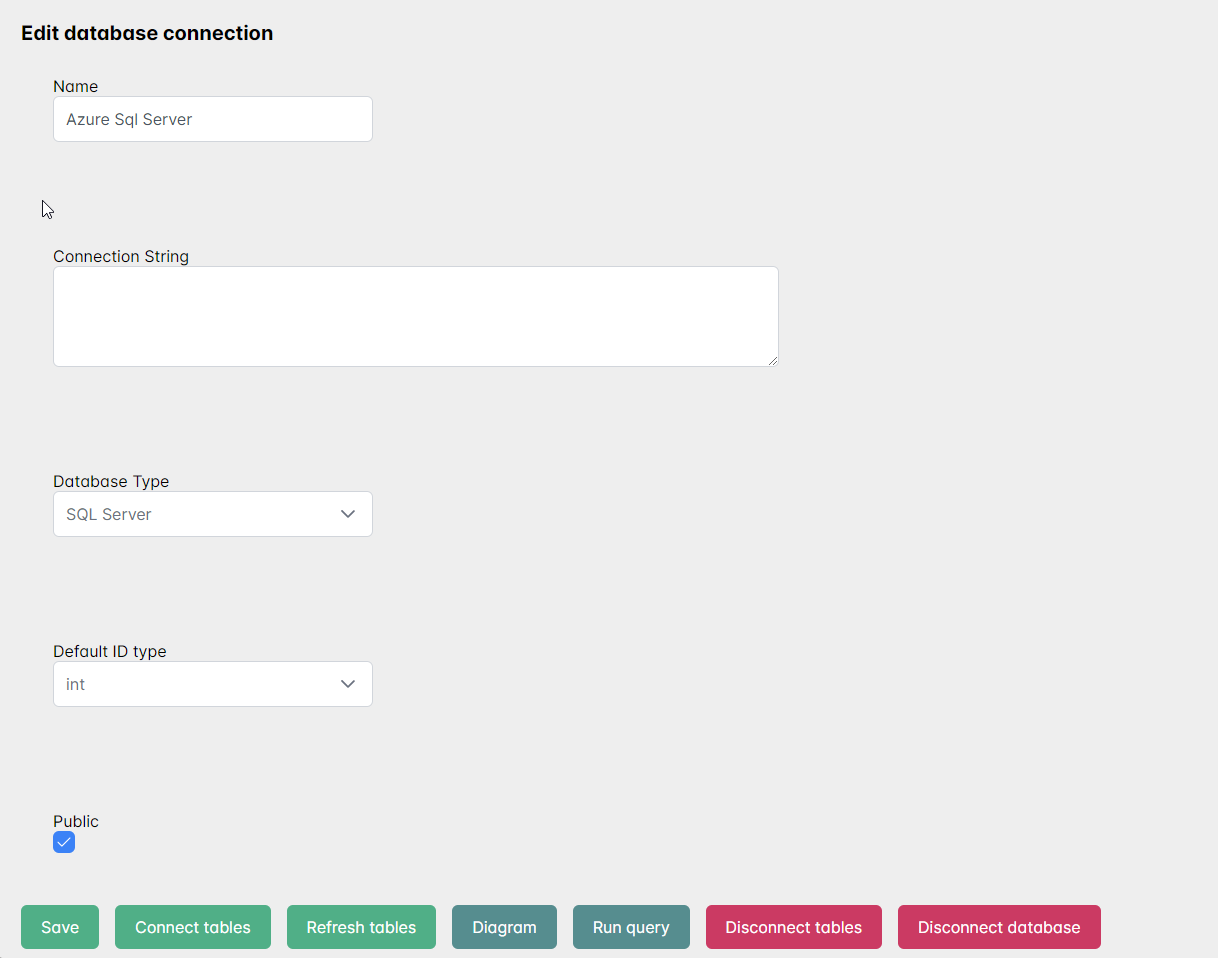 Edit database connection
Name
Azure Sql Server
Connection String
Database Type
SQL Server
Default ID type
int
Public
Save Connect tables Refresh tables Diagram Run query Disconnect tables Disconnect database